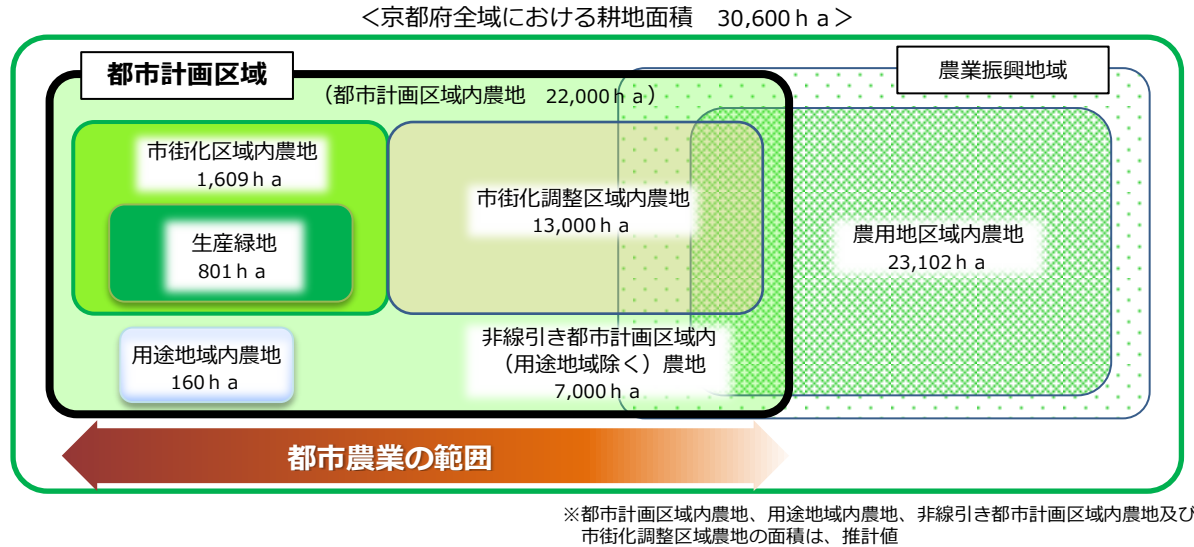 ＜京都府全域における耕地面積　30,600ｈａ＞
都市計画区域
農業振興地域
（都市計画区域内農地　22,000ｈａ）
市街化区域内農地
1,609ｈａ
市街化調整区域内農地
13,000ｈａ
生産緑地
801ｈａ
農用地区域内農地
23,102ｈａ
用途地域内農地
160ｈａ
非線引き都市計画区域内
（用途地域除く）農地
7,000ｈａ
都市農業の範囲
※都市計画区域内農地、用途地域内農地、非線引き都市計画区域内農地及び
市街化調整区域農地の面積は、推計値